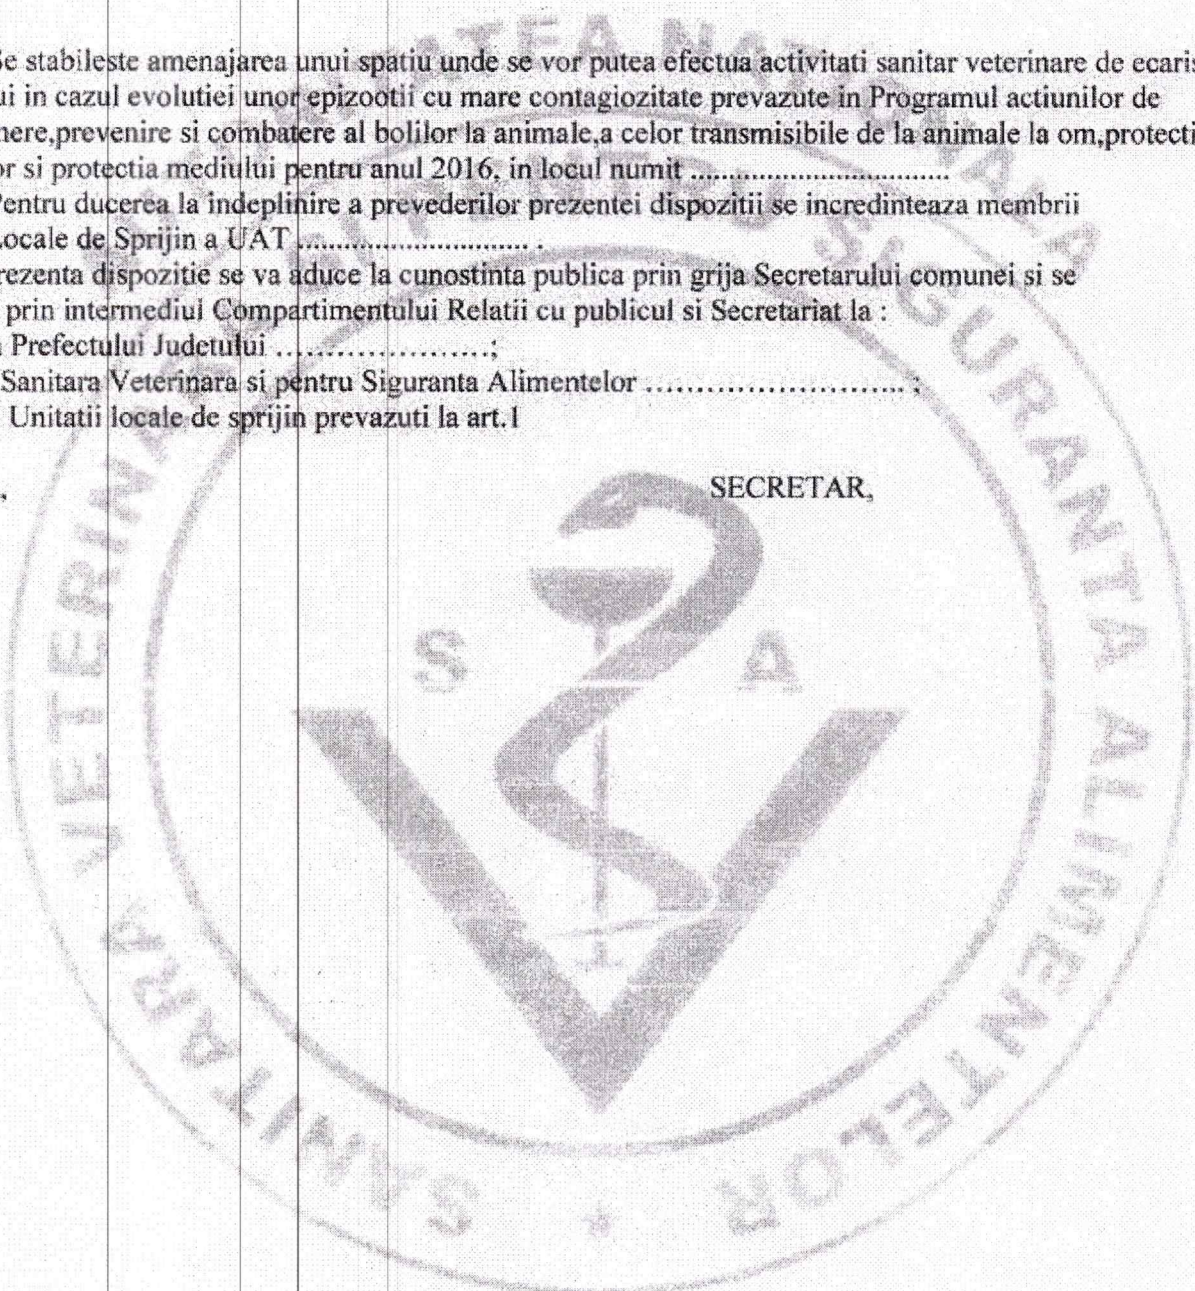 e stabileste amenajarea unui spatiu unde se vor putea efectua activitati sanitar veterinare de ecaris
ui in cazul evolutiei unor epizootii cu mare contagiozitate prevazute in Programul actiunilor de
nere,prevenire si combatere al bolilor la animale,a celor transmisibile de la animale la om,protecti
or si protectia mediului pentru anul 2016, in locul numit .................................
Pentru ducerea la indeplinire a prevederilor prezentei dispozitii se incredinteaza membrii
Locale de Sprijin a UAT .............................. .
rezenta dispozitie se va aduce la cunostinta publica prin grija Secretarului comunei si se
prin intermediul Compartimentului Relatii cu publicul si Secretariat la :
Prefectului Judetului ......................;
Sanitara Veterinara si pentru Siguranta Alimentelor .......................... ;
Unitatii locale de sprijin prevazuti la art.1
, SECRETAR,
SANITARA VETERINARA SI PENTRU SIGURANTA ALIMENTELOR
S A